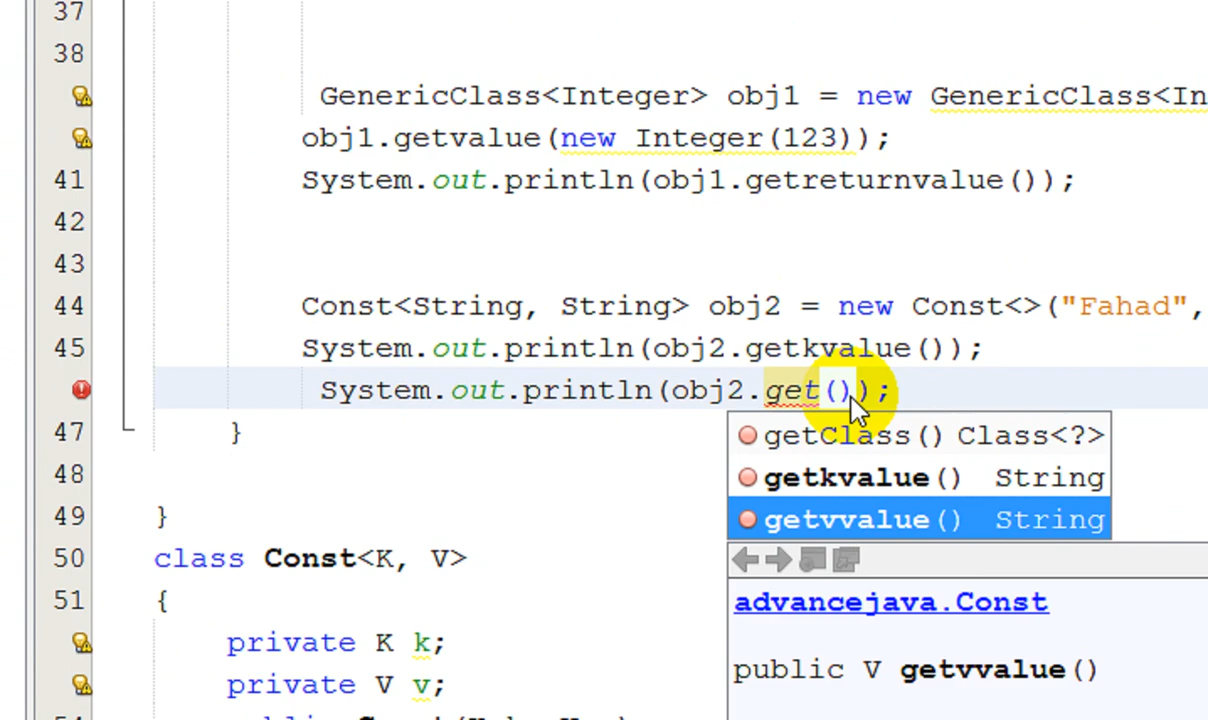 37
38
GenericClass<Integer> obj1 = new GenericClass<In
obj1.getvalue(new Integer(123));
41 System.out.println(obj1.getreturnvalue());
42
43
44 Const<String, String> obj2 = new Const<>("Fahad",
45 System.out.println(obj2.getkvalue());
System.out.println(obj2.get());
getClass() Class<?>
47 }
getkvalue() String
48
getvvalue() String
49 }
50 class Const<K, V>
51 {
advancejava.Const
private K k;
public V getvvalue()
private V v;